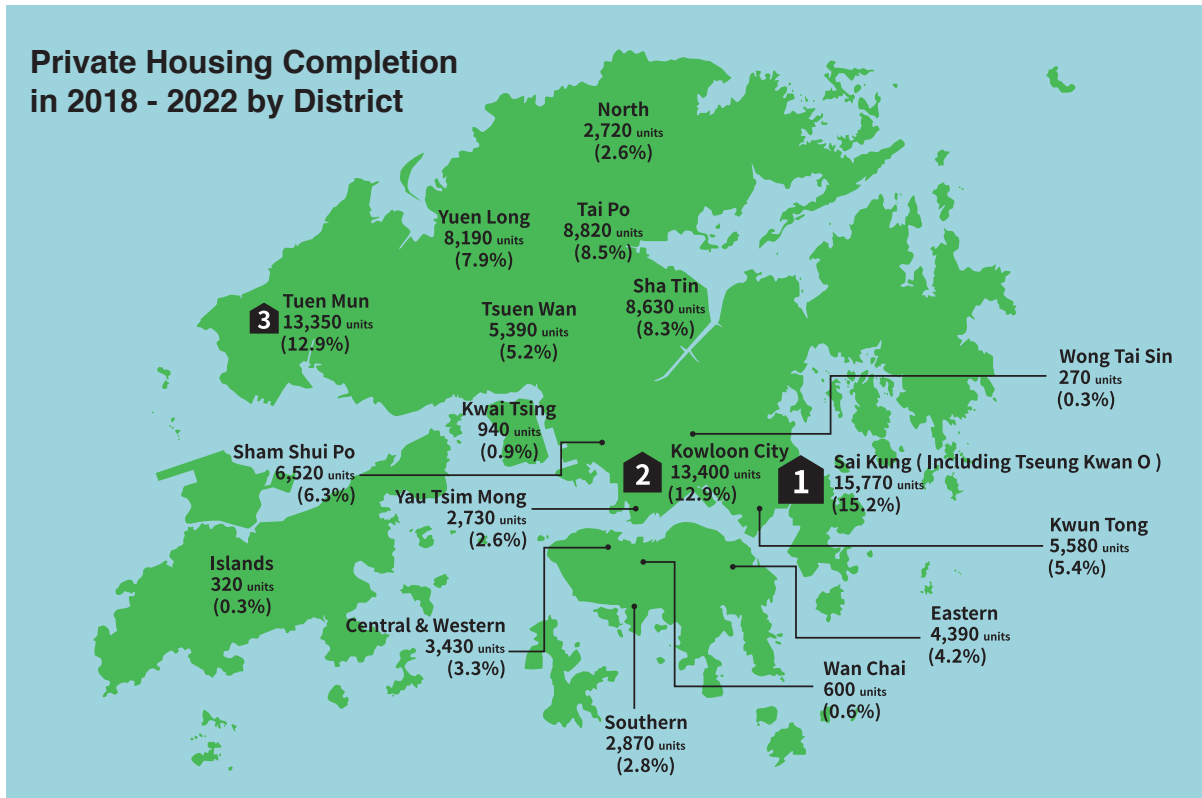 Private Housing Completion
in 2018 - 2022 by District
North
2,720 units
(2.6%)
Yuen Long
8,190 units
(7.9%)
Tai Po
8,820 units
(8.5%)
Sha Tin
8,630 units
(8.3%)
3
Tuen Mun
13,350 units
(12.9%)
Tsuen Wan
5,390 units
(5.2%)
Wong Tai Sin
270 units
(0.3%)
Kwai Tsing
940 units
(0.9%)
Sham Shui Po
6,520 units
(6.3%)
2
Kowloon City
13,400 units
(12.9%)
1
Sai Kung ( Including Tseung Kwan O )
15,770 units
(15.2%)
Yau Tsim Mong
2,730 units
(2.6%)
Kwun Tong
5,580 units
(5.4%)
Islands
320 units
(0.3%)
Central & Western
3,430 units
(3.3%)
Eastern
4,390 units
(4.2%)
Wan Chai
600 units
(0.6%)
Southern
2,870 units
(2.8%)